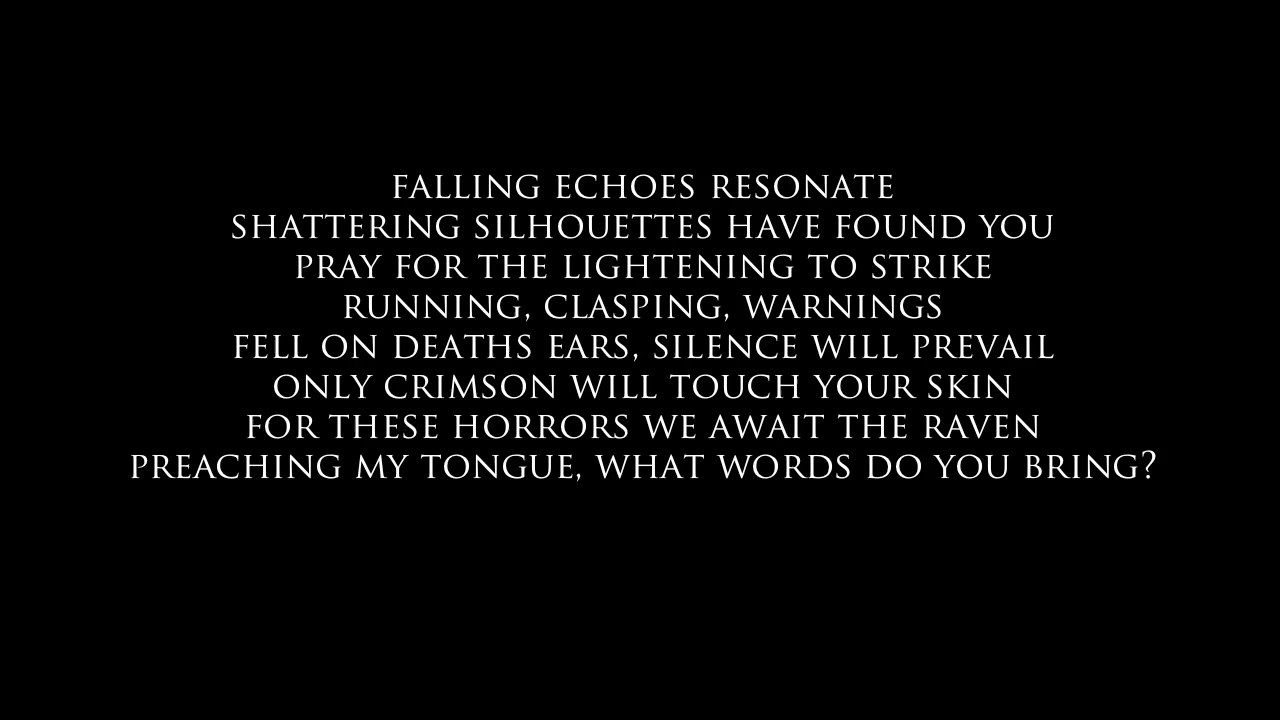 FALLING ECHOES RESONATE
SHATTERING SILHOUETTES HAVE FOUND YOU
PRAY FOR THE LIGHTENING TO STRIKE
RUNNING, CLASPING, WARNINGS
FELL ON DEATHS EARS, SILENCE WILL PREVAIL
ONLY CRIMSON WILL TOUCH YOUR SKIN
FOR THESE HORRORS WE AWAIT THE RAVEN
PREACHING MY TONGUE, WHAT WORDS DO YOU BRING?